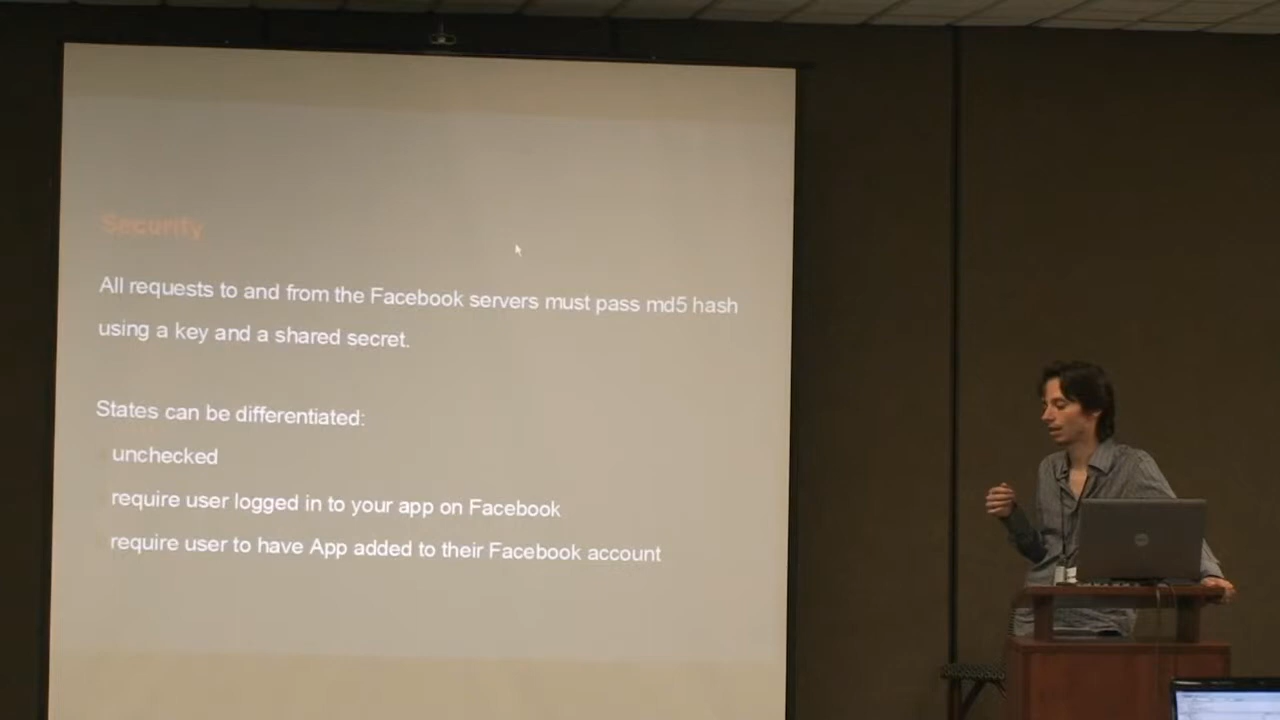 Security
All requests to and from the Facebook servers must pass md5 hash
using a key and a shared secret.
States can be differentiated:
unchecked
require user logged in to your app on Facebook
require user to have App added to their Facebook account